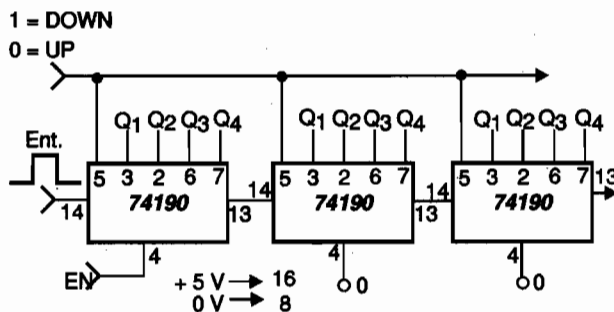 1 = DOWN
0 = UP
Ent.
Q1 Q2 Q3 Q4
Q1 Q2 Q3 Q4
Q1 Q2 Q3 Q4
5 3 2 6 7
5 3 2 6 7
5 3 2 6 7
14 74190 13
14 74190 13
14 74190 13
4
4
4
EN
0
0
+ 5 V 16
0 V 8